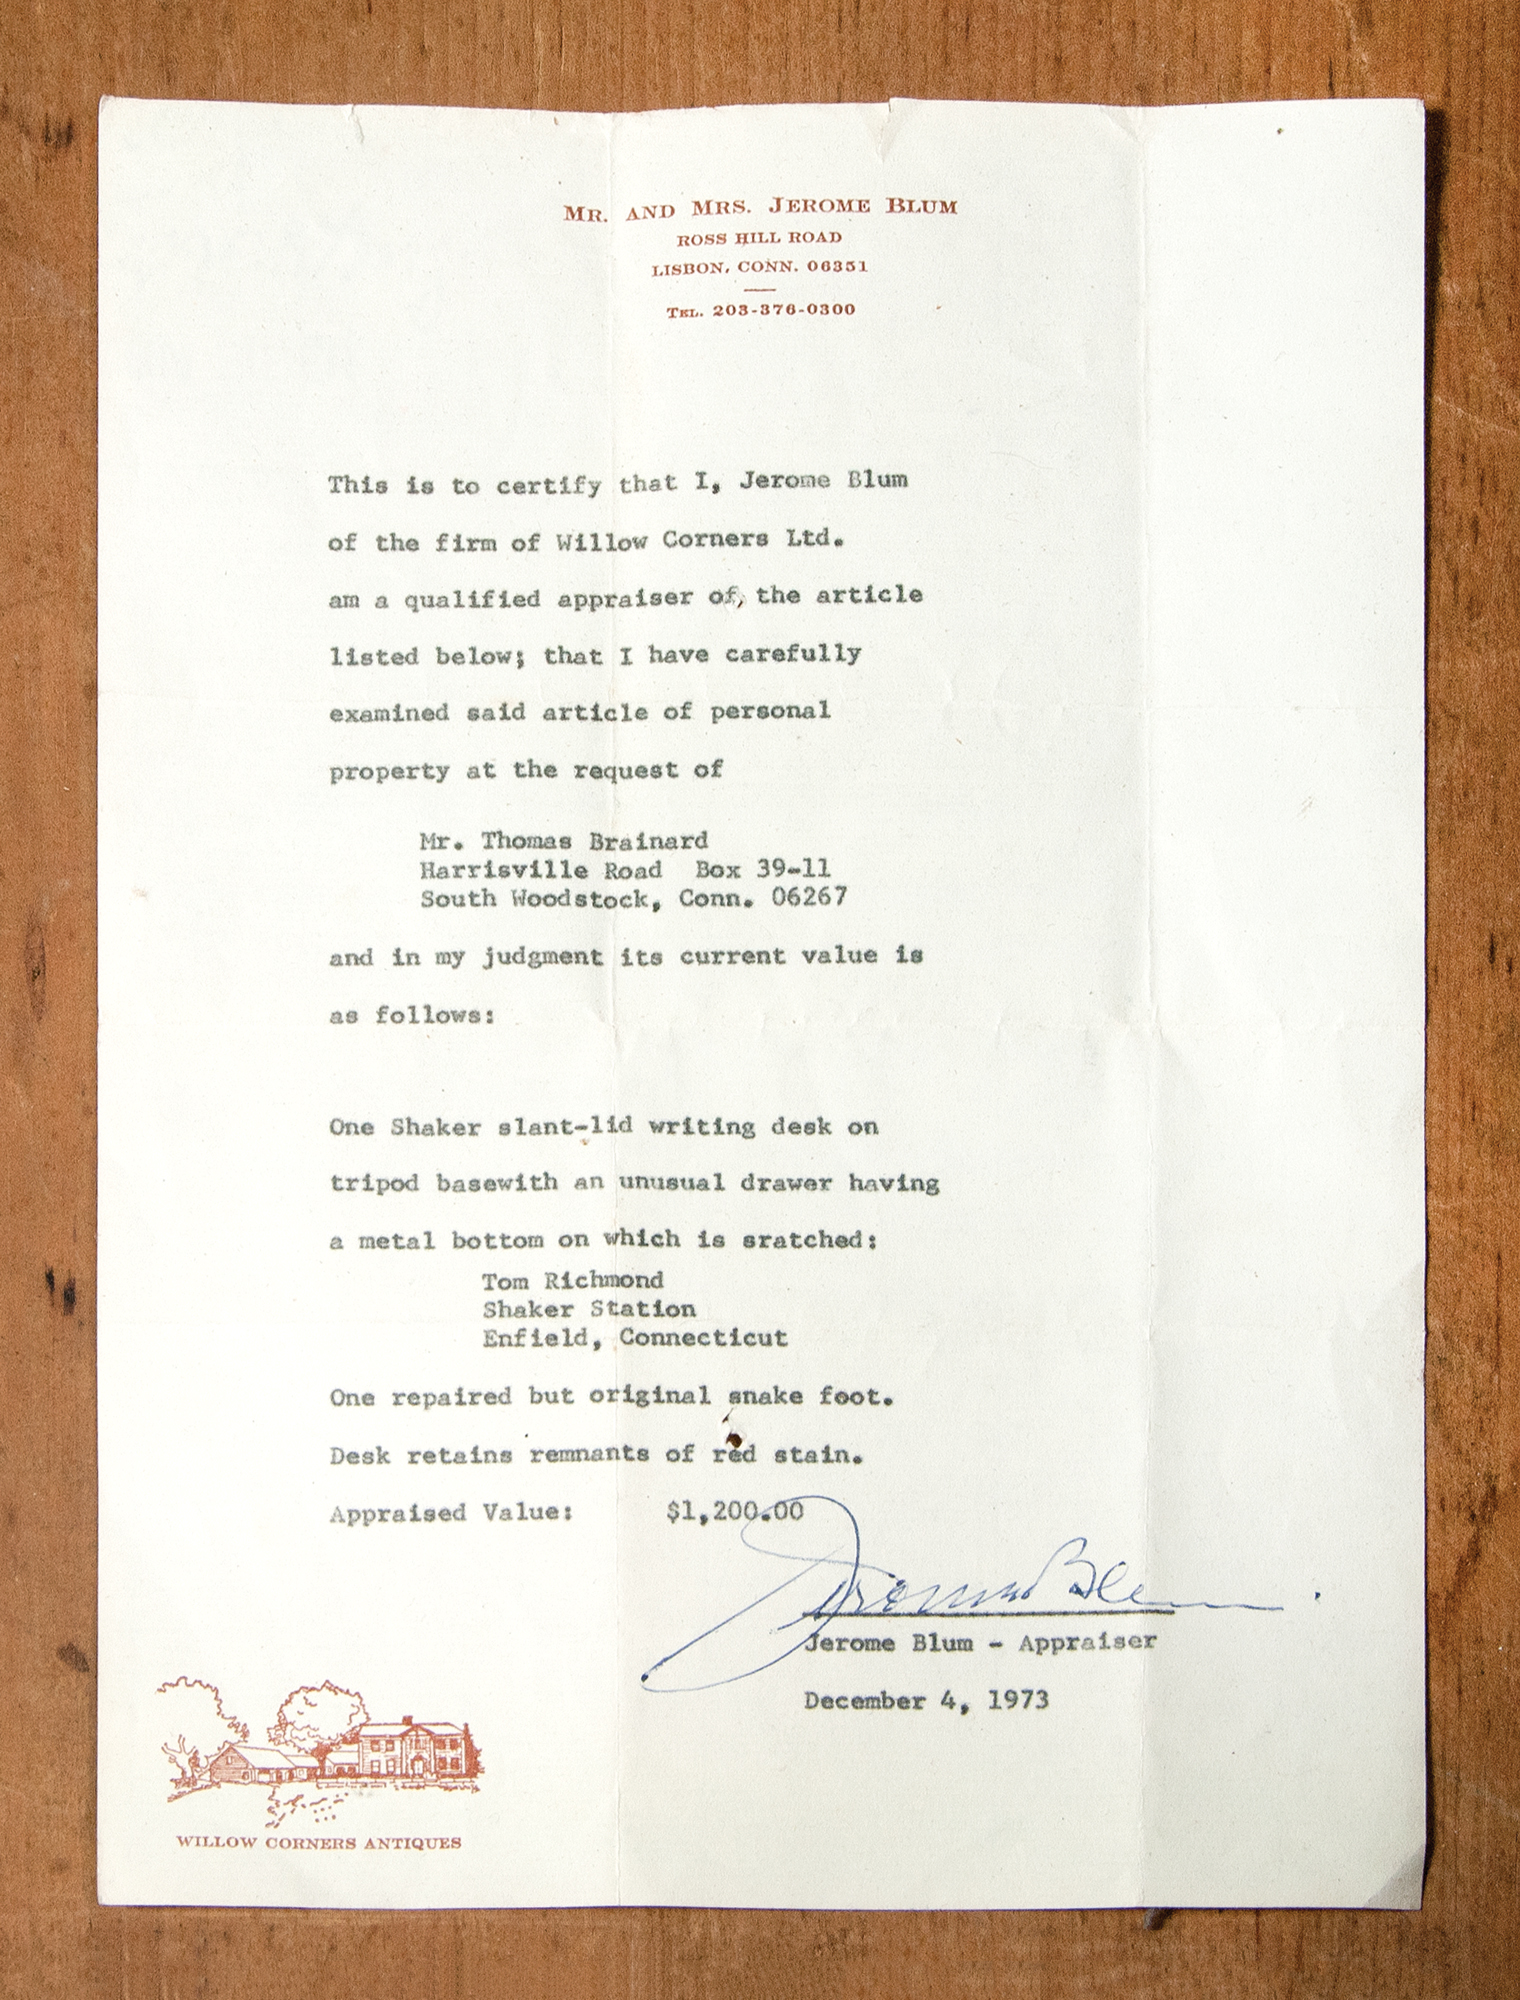 MR. AND MRS. JEROME BLUM
ROSS HILL ROAD
LISBON, CONN. 06351
TEL. 203-376-0300
This is to certify that I, Jerome Blum
of the firm of Willow Corners Ltd.
am a qualified appraiser of, the article
listed below; that I have carefully
examined said article of personal
property at the request of
Mr. Thomas Brainard
Harrisville Road Box 39-11
South Woodstock, Conn. 06267
and in my judgment its current value is
as follows:
One Shaker slant-lid writing desk on
tripod basewith an unusual drawer having
a metal bottom on which is sratched:
Tom Richmond
Shaker Station
Enfield, Connecticut
One repaired but original snake foot.
Desk retains remnants of red stain.
Appraised Value: $1,200.00
Jerome Blum
Jerome Blum - Appraiser
December 4, 1973
WILLOW CORNERS ANTIQUES